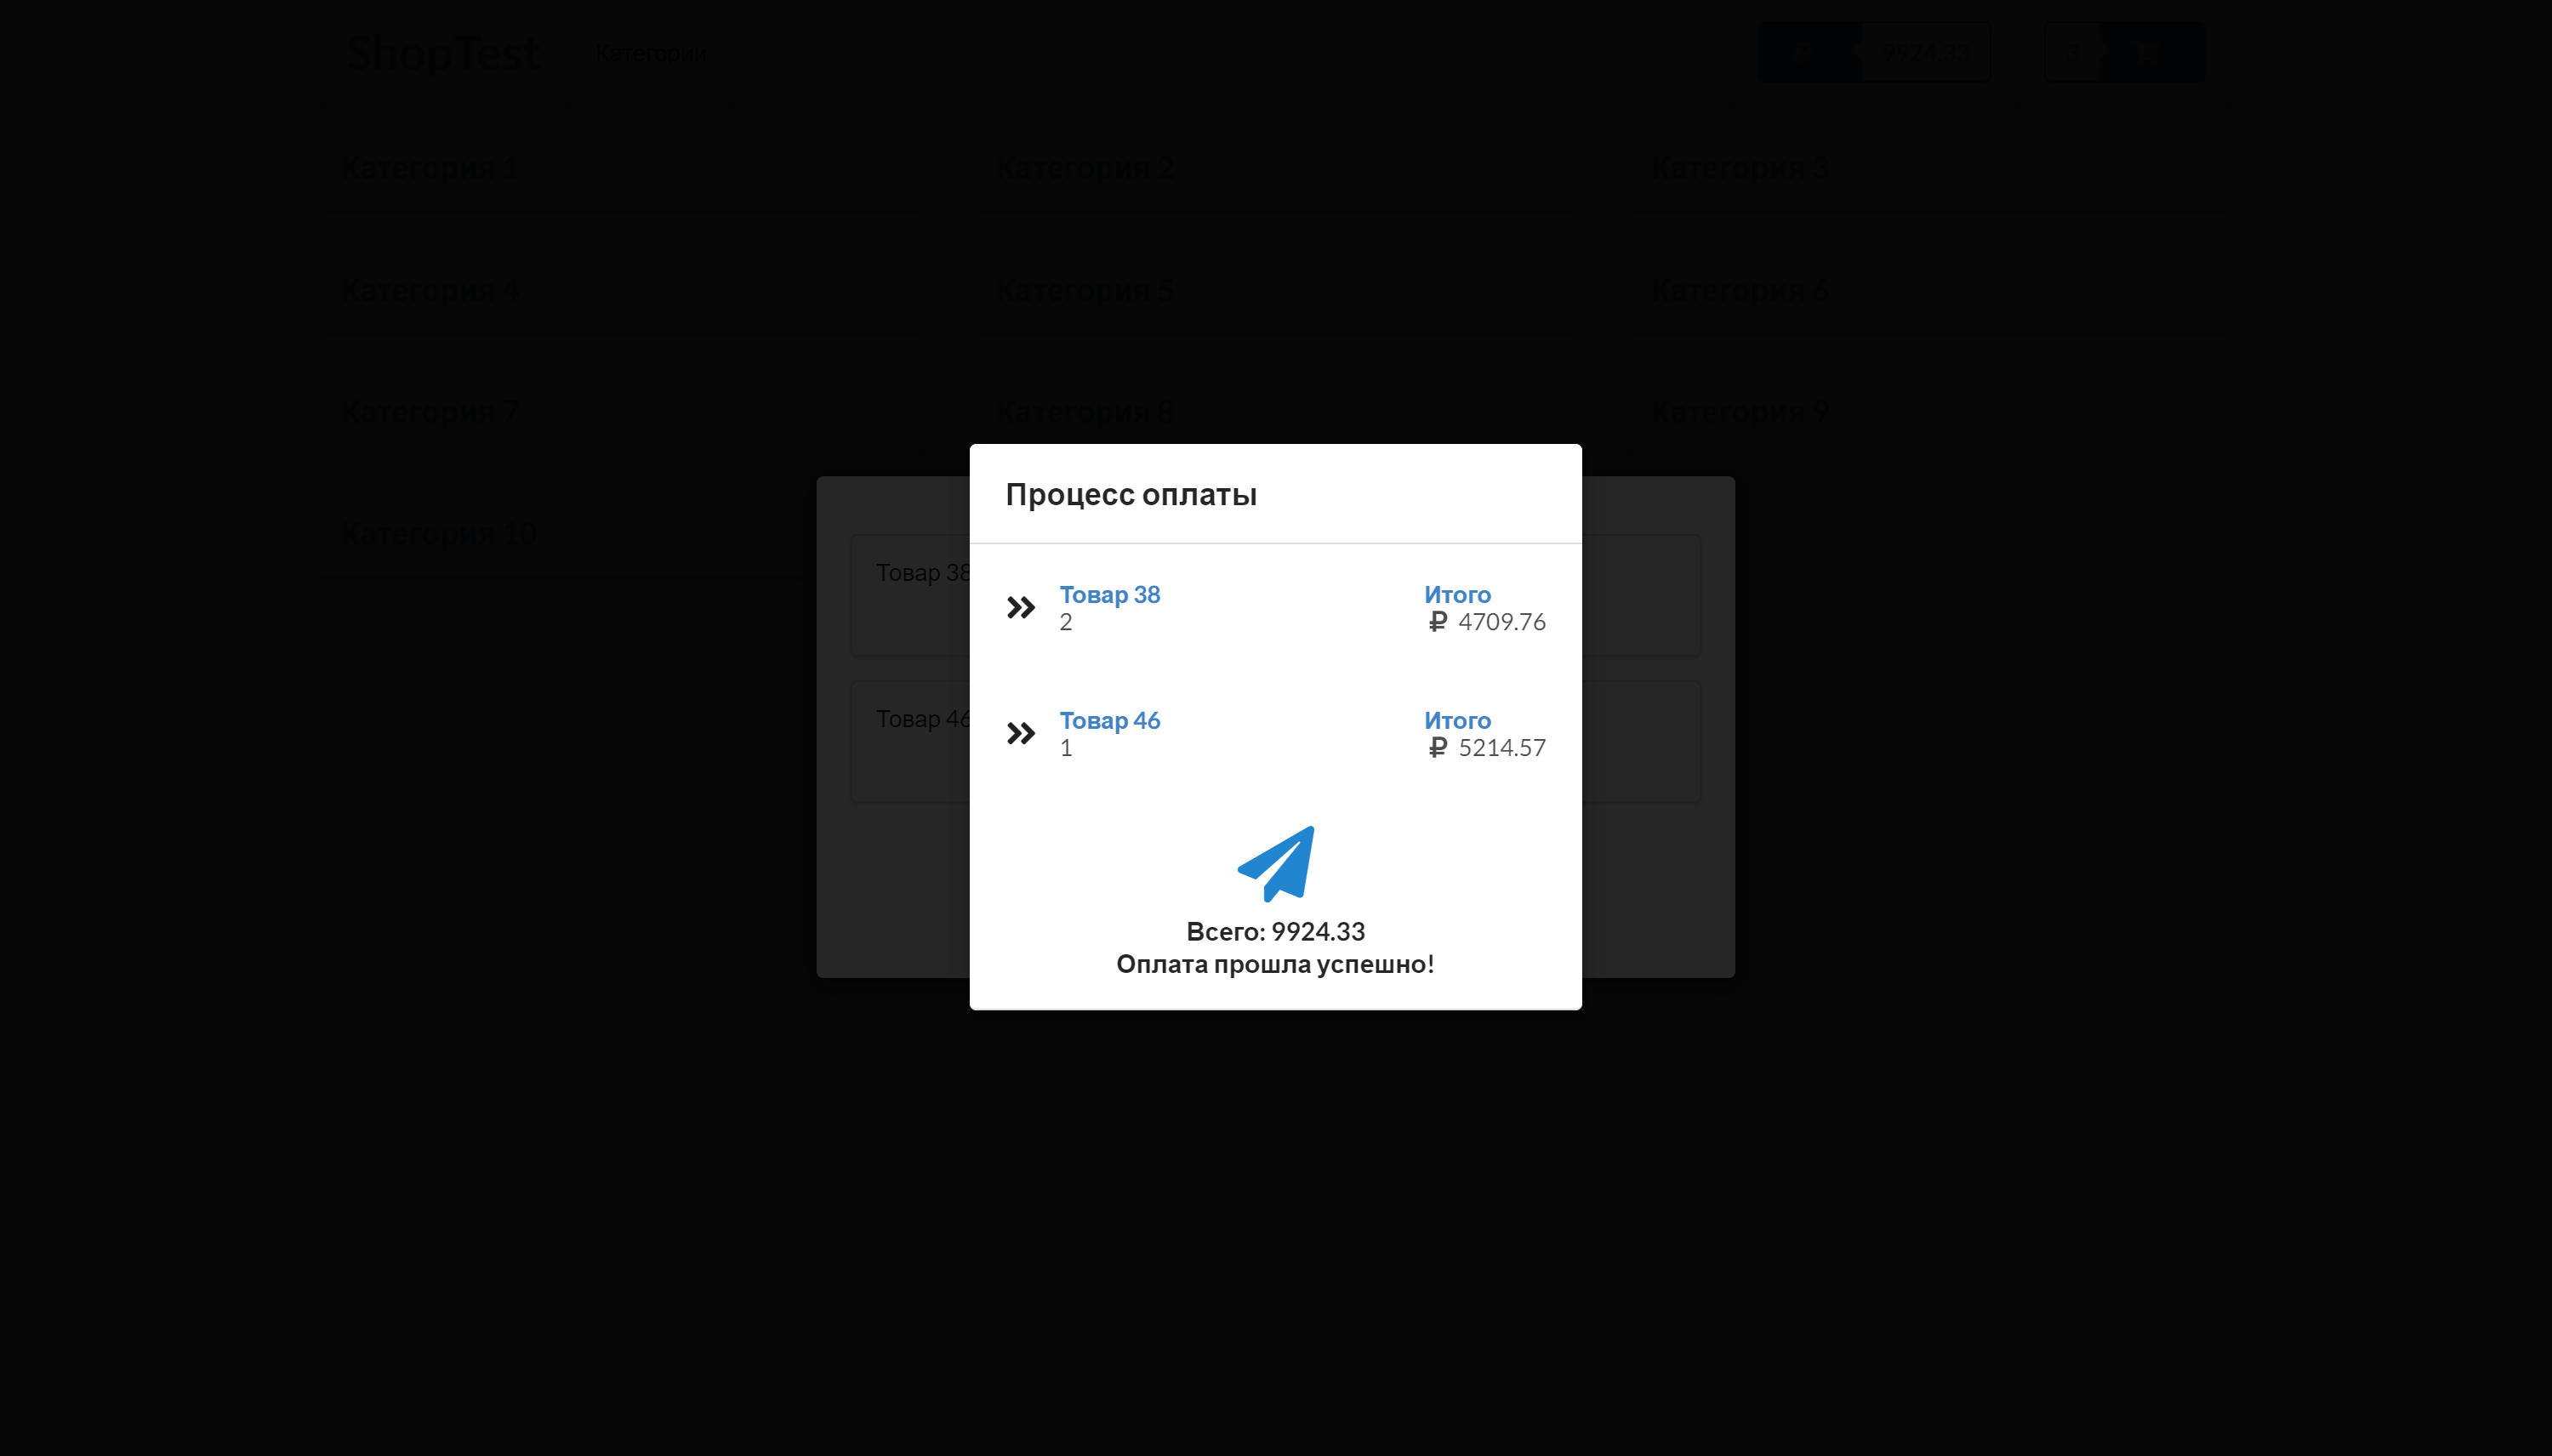 ShopTest Категории 9924.33 3
Категория 1 Категория 2 Категория 3
Категория 4 Категория 5 Категория 6
Категория 7 Категория 8 Категория 9
Категория 10
Товар 38
Товар 46
Процесс оплаты
Товар 38 Итого
2 ₽ 4709.76
Товар 46 Итого
1 ₽ 5214.57
Всего: 9924.33
Оплата прошла успешно!